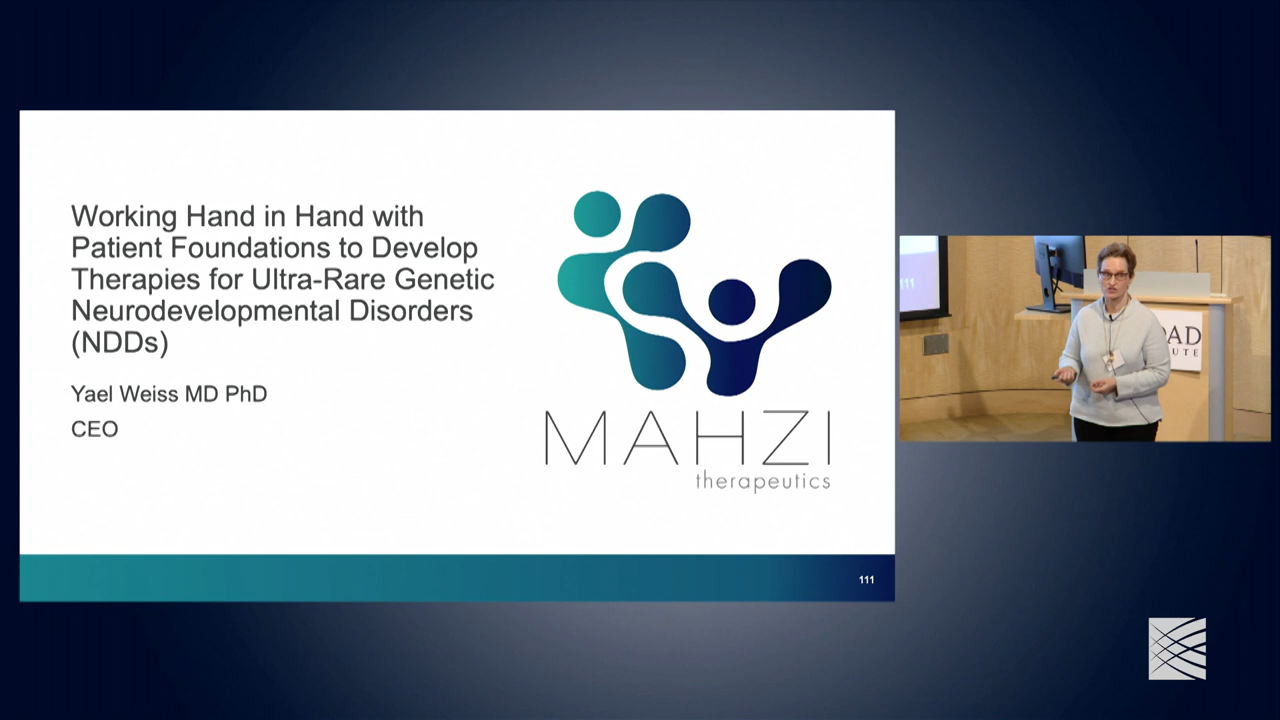 Working Hand in Hand with
Patient Foundations to Develop
Therapies for Ultra-Rare Genetic
Neurodevelopmental Disorders
(NDDs)
Yael Weiss MD PhD
CEO
MAHZI
therapeutics
111
111